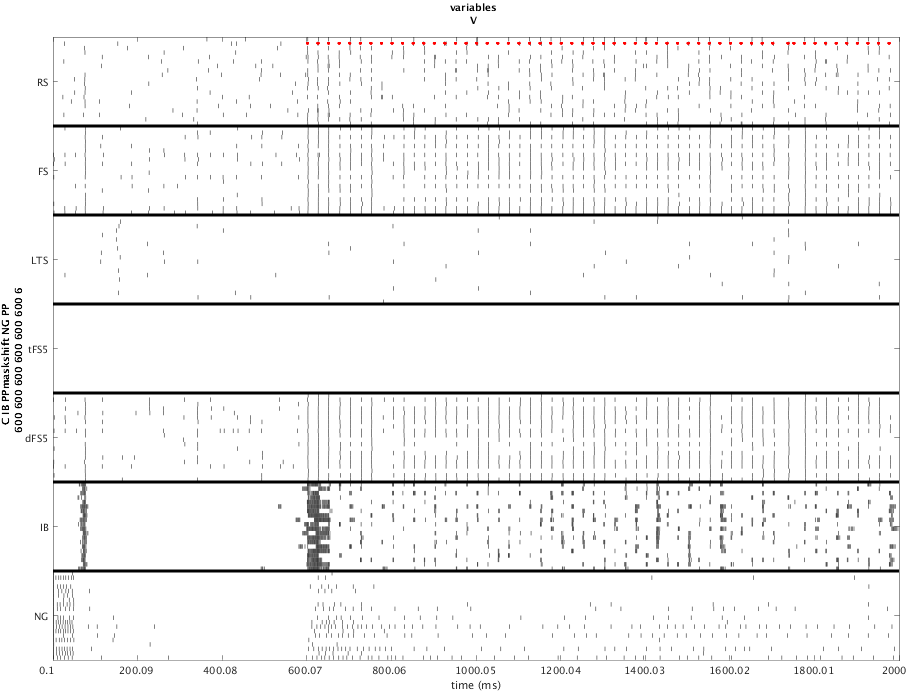 variables
V
C IB PPmaskshift NG PP
600 600 600 600 600 600 6
RS
FS
LTS
tFS5
dFS5
IB
NG
0.1 200.09 400.08 600.07 800.06 1000.05 1200.04 1400.03 1600.02 1800.01 2000
time (ms)